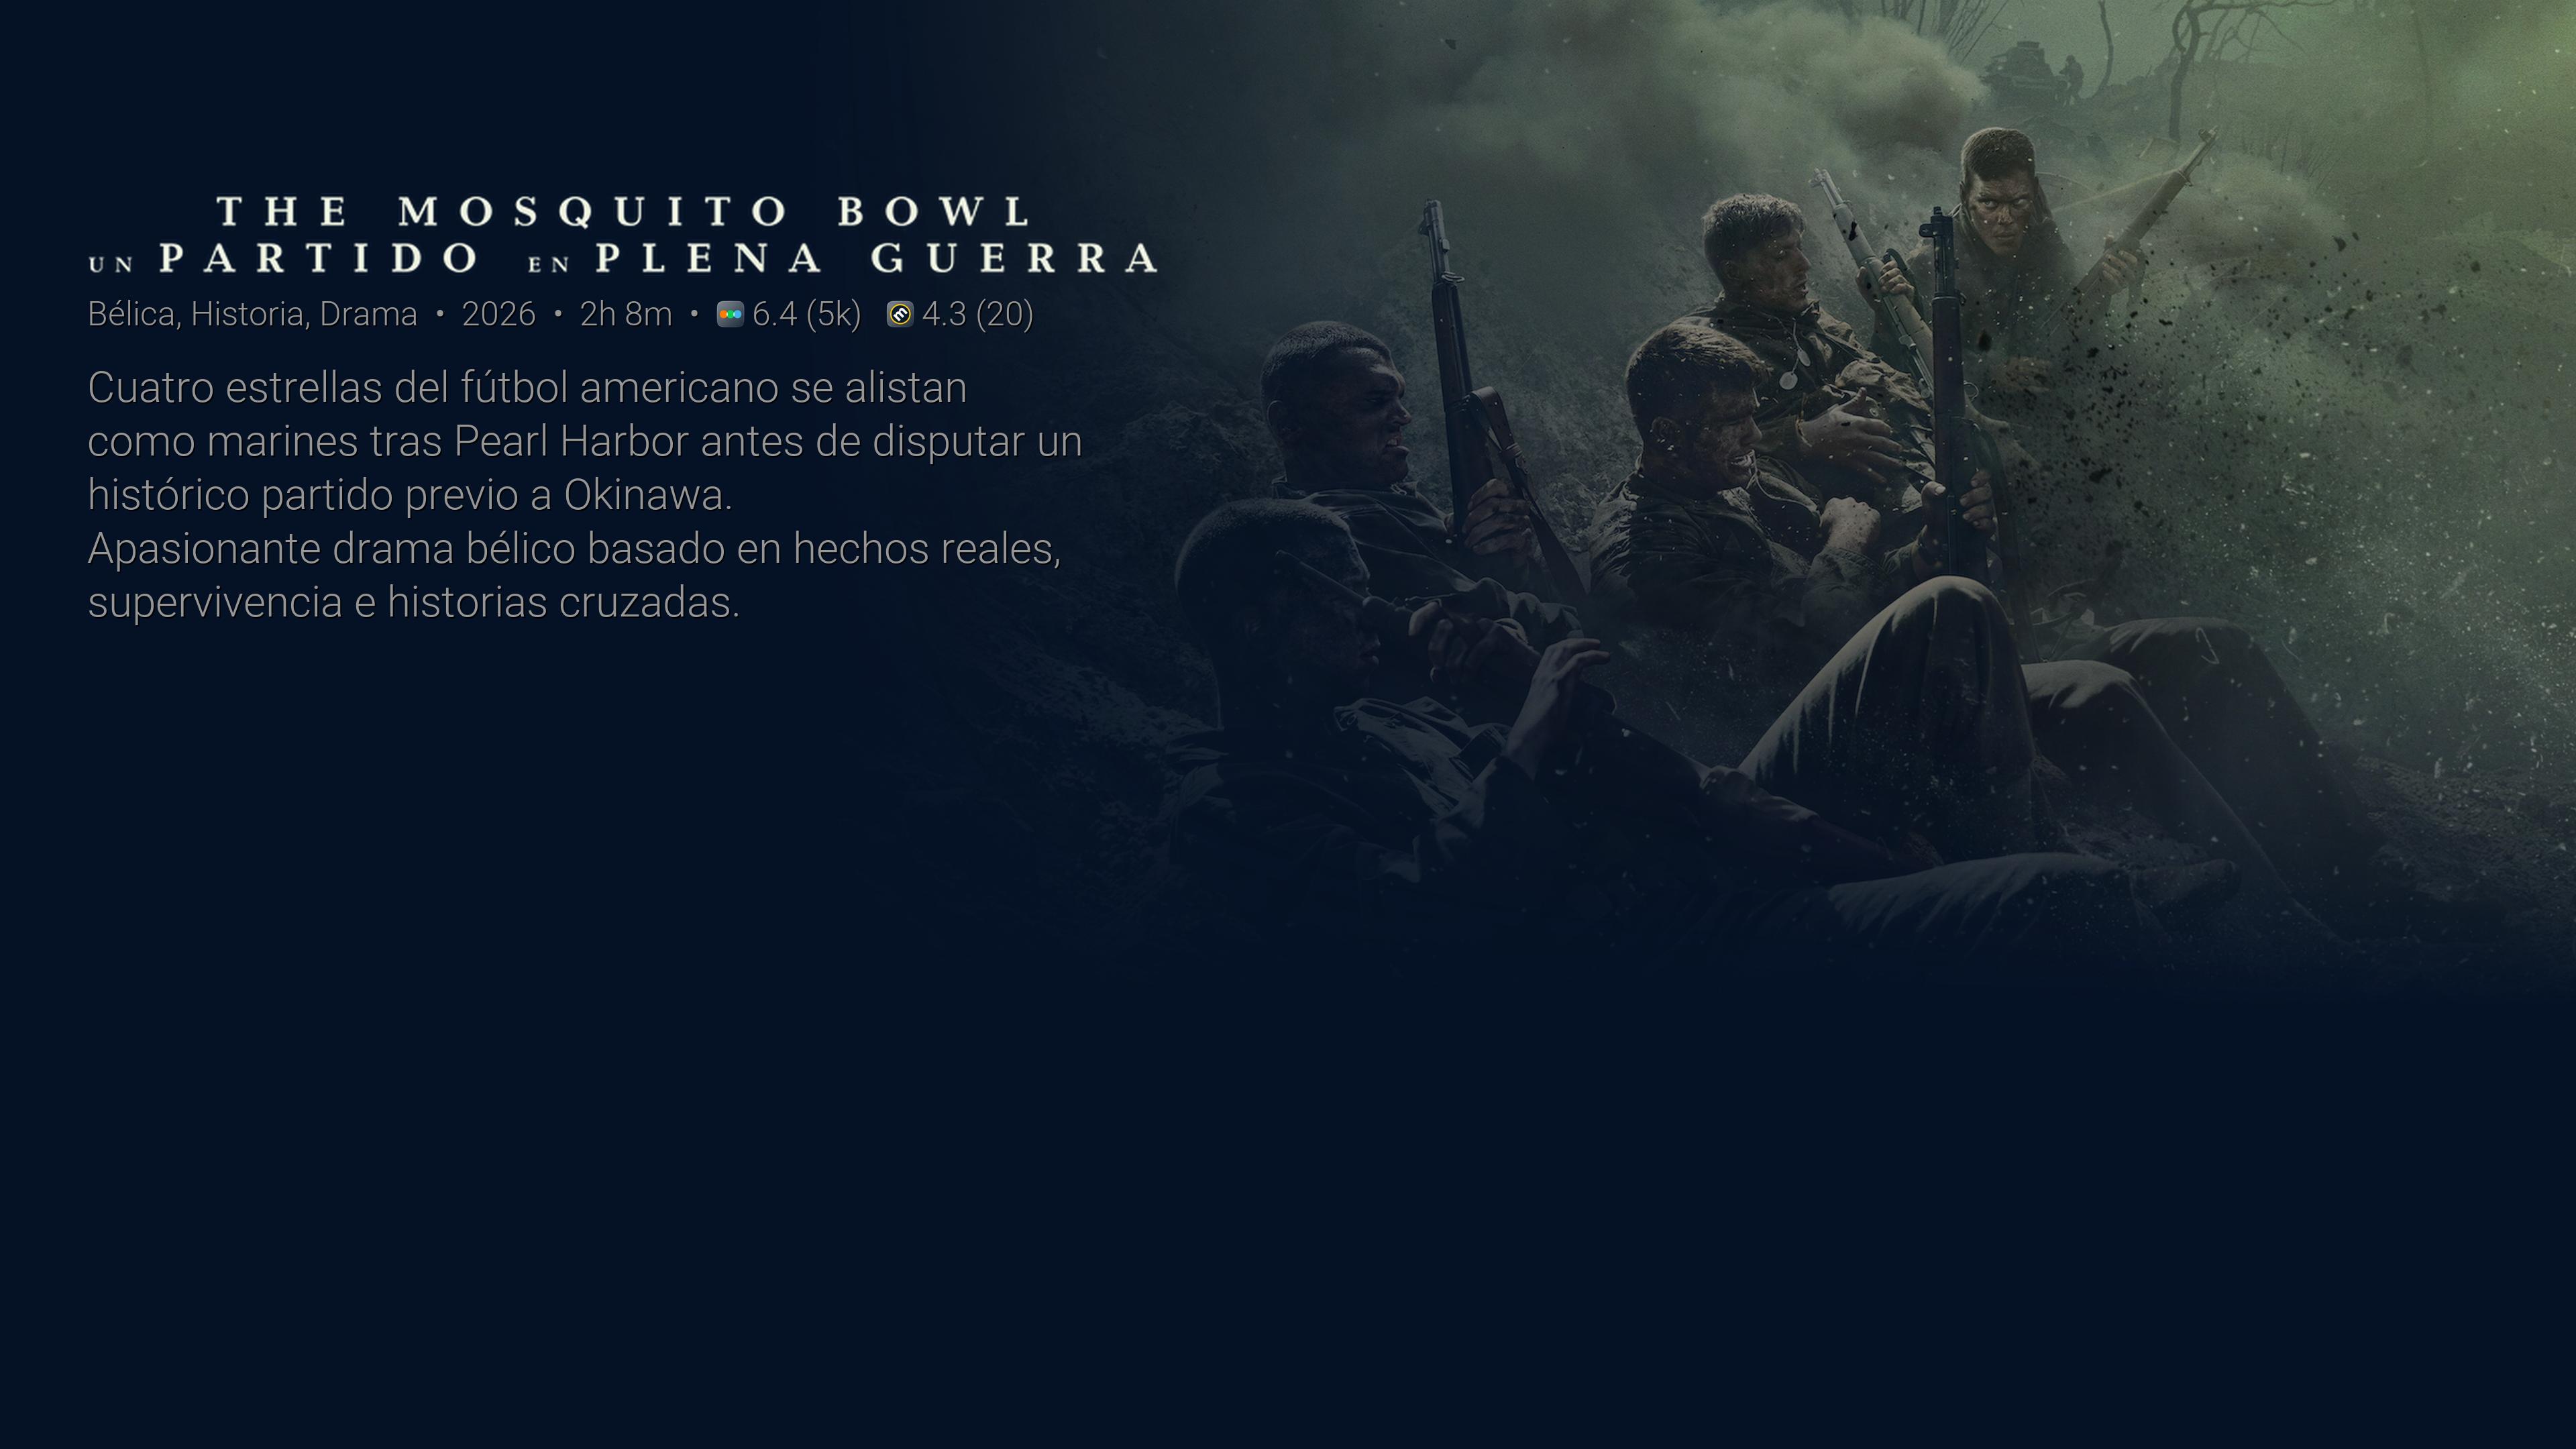 THE MOSQUITO BOWL
UN PARTIDO EN PLENA GUERRA
Bélica, Historia, Drama • 2026 • 2h 8m • 6.4 (5k) m 4.3 (20)
Cuatro estrellas del fútbol americano se alistan
como marines tras Pearl Harbor antes de disputar un
histórico partido previo a Okinawa.
Apasionante drama bélico basado en hechos reales,
supervivencia e historias cruzadas.